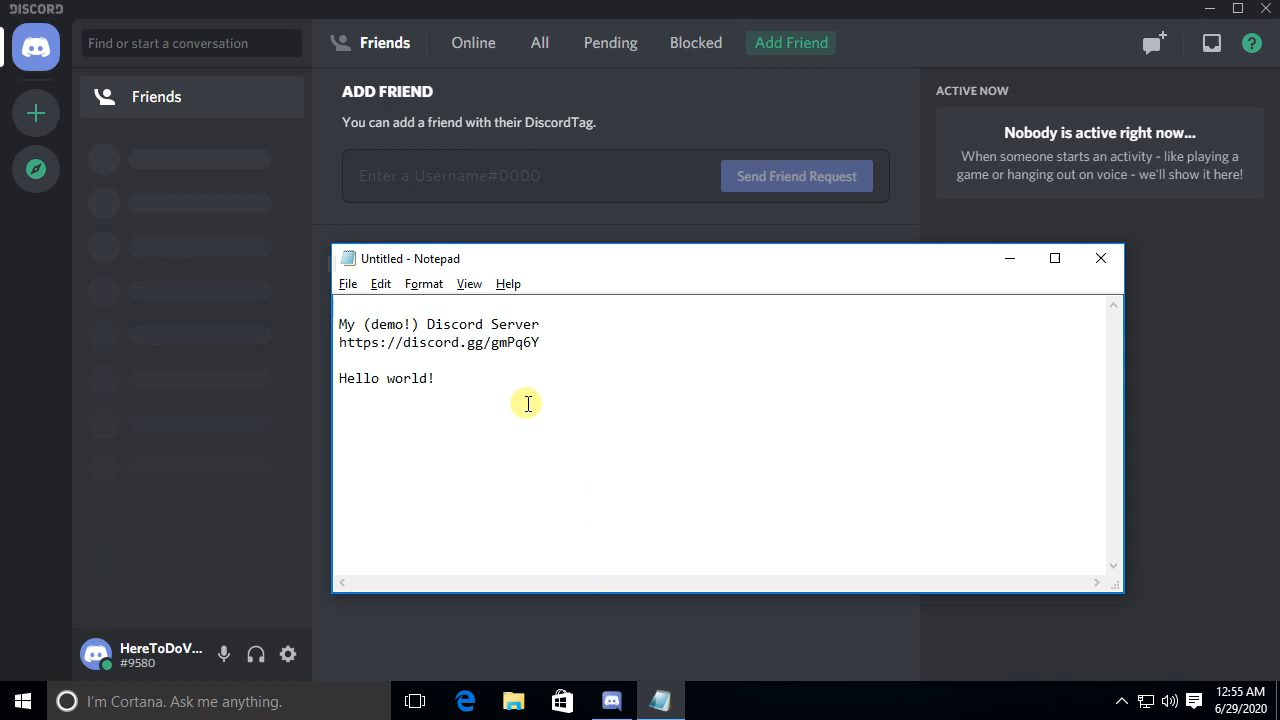 DISCORD
Find or start a conversation
Friends
Online
All
Pending
Blocked
Add Friend
?
Friends
ADD FRIEND
You can add a friend with their DiscordTag.
Enter a Username#0000
Send Friend Request
ACTIVE NOW
Nobody is active right now...
When someone starts an activity - like playing a
game or hanging out on voice - we'll show it here!
Untitled - Notepad
File
Edit
Format
View
Help
My (demo!) Discord Server
https://discord.gg/gmPq6Y
Hello world!
HereToDoV...
#9580
I'm Cortana. Ask me anything.
12:55 AM
6/29/2020